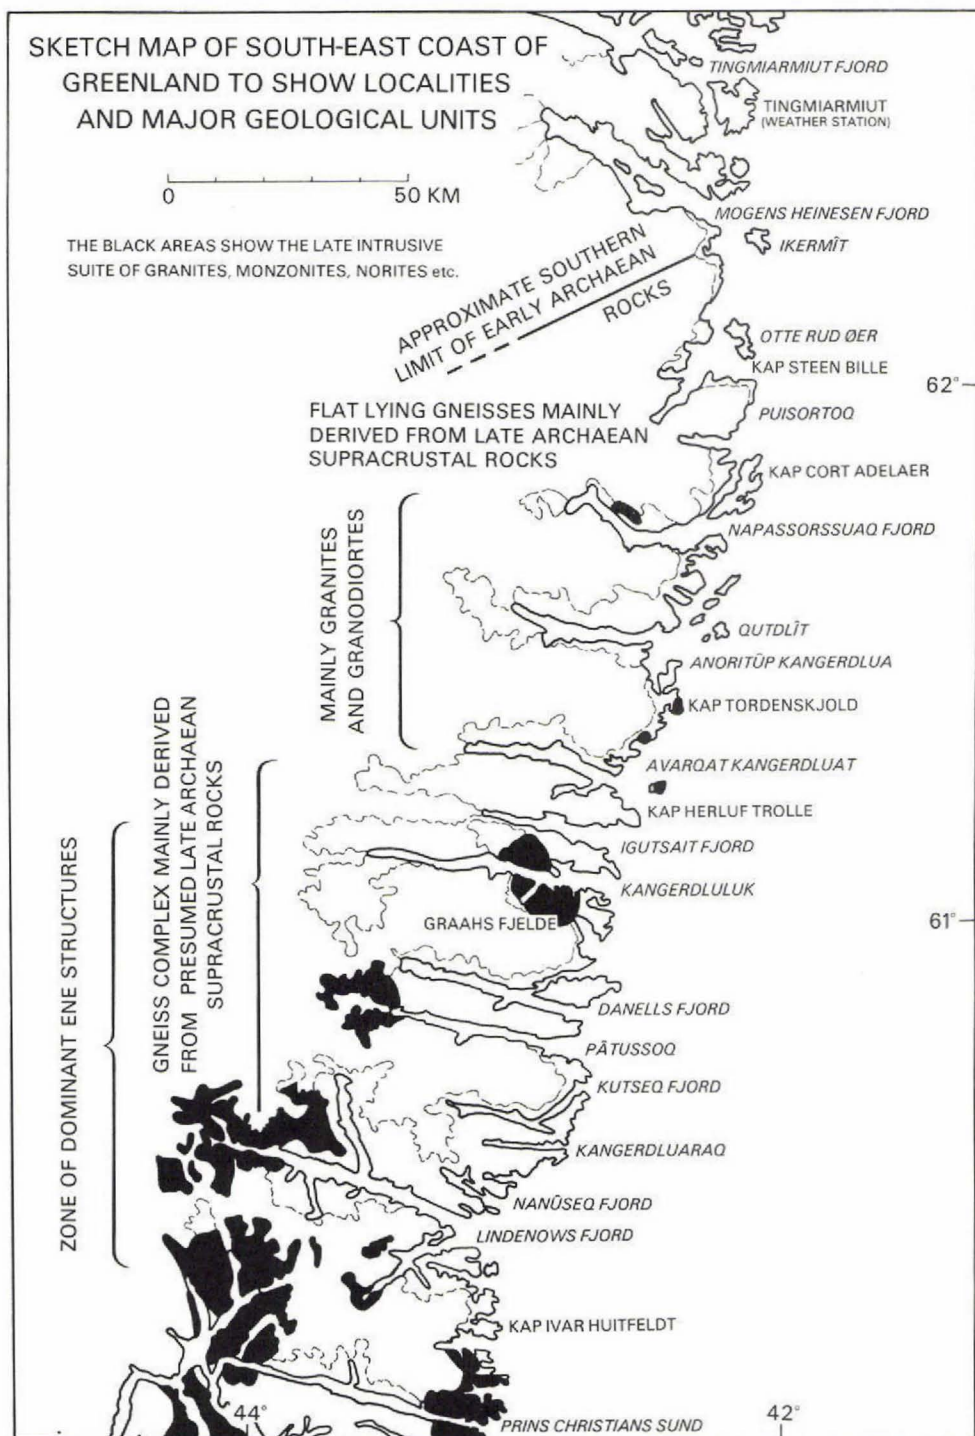 SKETCH MAP OF SOUTH-EAST COAST OF
GREENLAND TO SHOW LOCALITIES
AND MAJOR GEOLOGICAL UNITS
0 50 KM
THE BLACK AREAS SHOW THE LATE INTRUSIVE
SUITE OF GRANITES, MONZONITES, NORITES etc.
TINGMIARMIUT FJORD
TINGMIARMIUT
(WEATHER STATION)
MOGENS HEINESEN FJORD
IKERMÎT
APPROXIMATE SOUTHERN
LIMIT OF EARLY ARCHAEAN
ROCKS
OTTE RUD ØER
KAP STEEN BILLE
62°
PUISORTOQ
FLAT LYING GNEISSES MAINLY
DERIVED FROM LATE ARCHAEAN
SUPRACRUSTAL ROCKS
KAP CORT ADELAER
NAPASSORSSUAQ FJORD
MAINLY GRANITES
AND GRANODIORTES
QUTDLÎT
ANORITŪP KANGERDLUA
KAP TORDENSKJOLD
AVARQAT KANGERDLUAT
KAP HERLUF TROLLE
IGUTSAIT FJORD
KANGERDLULUK
GRAAHS FJELDE
61°
GNEISS COMPLEX MAINLY DERIVED
FROM PRESUMED LATE ARCHAEAN
SUPRACRUSTAL ROCKS
ZONE OF DOMINANT ENE STRUCTURES
DANELLS FJORD
PÂTUSSOQ
KUTSEQ FJORD
KANGERDLUARAQ
NANŪSEQ FJORD
LINDENOWS FJORD
KAP IVAR HUITFELDT
44°
42°
PRINS CHRISTIANS SUND